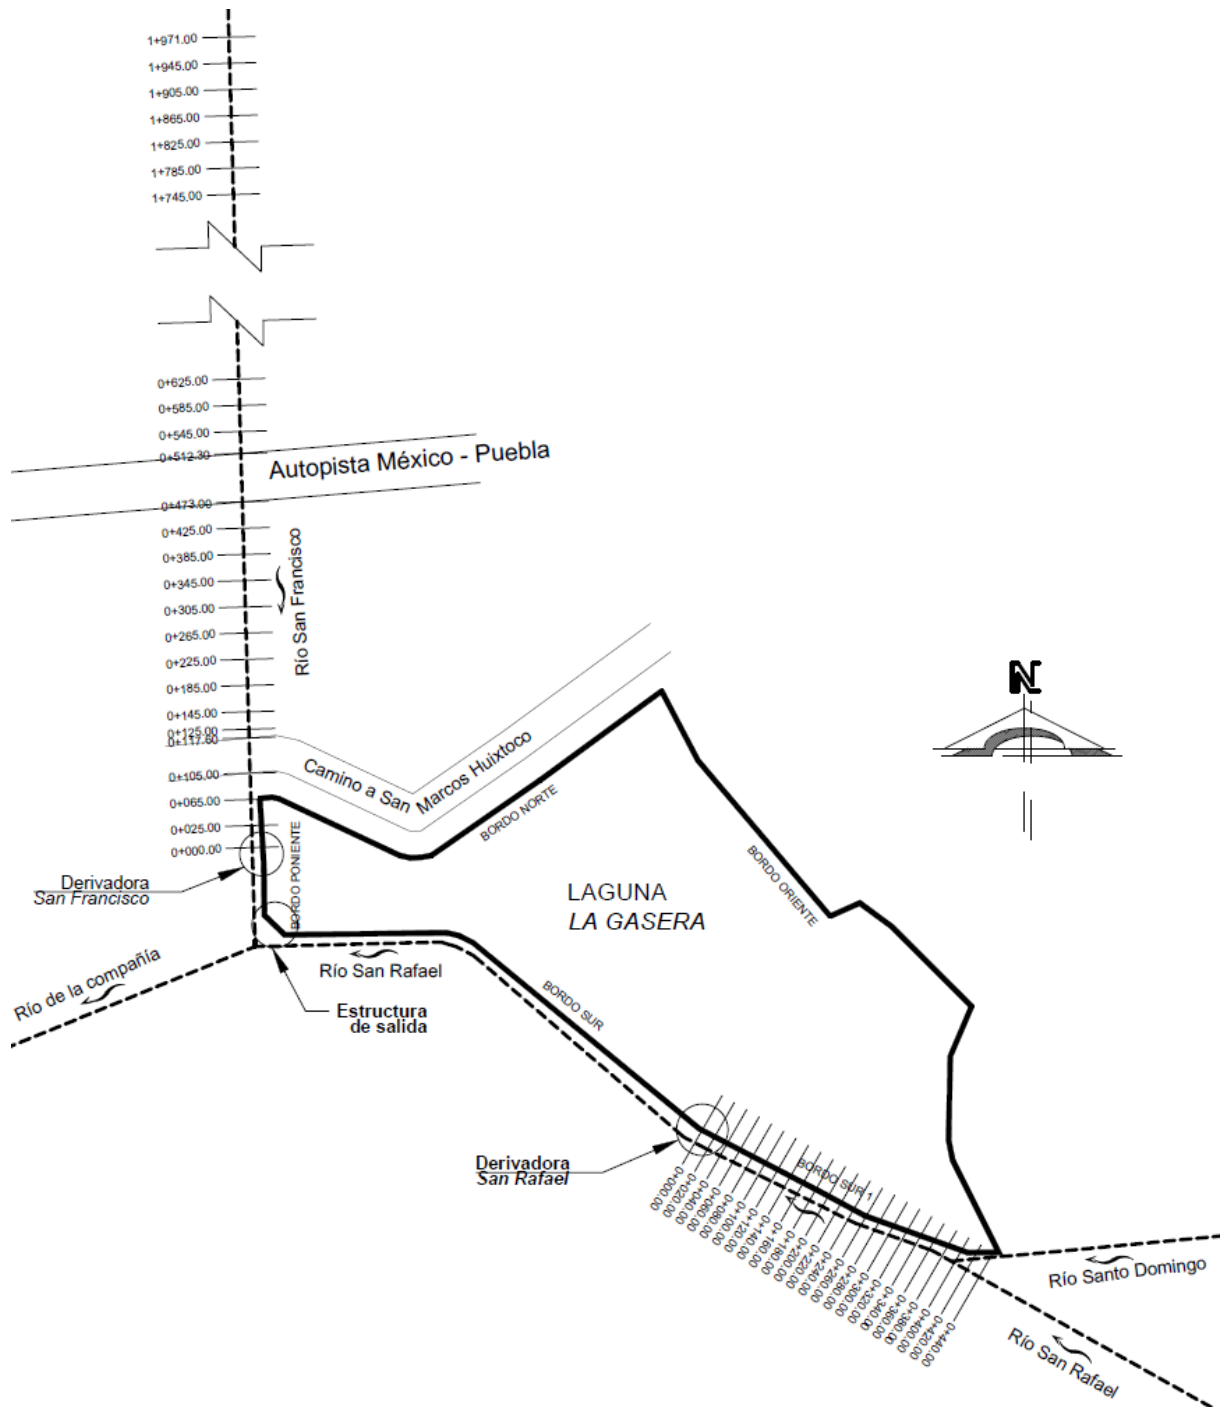 1+971.00
1+945.00
1+905.00
1+865.00
1+825.00
1+785.00
1+745.00
0+625.00
0+585.00
0+545.00
0+512.30
Autopista México - Puebla
0+473.00
0+425.00
0+385.00
0+345.00
0+305.00
0+265.00
0+225.00
0+185.00
0+145.00
0+125.00
0+117.60
0+105.00
0+065.00
0+025.00
0+000.00
Río San Francisco
N
Camino a San Marcos Huixtoco
BORDO NORTE
BORDO PONIENTE
BORDO ORIENTE
Derivadora
San Francisco
LAGUNA
LA GASERA
Río de la compañía
Río San Rafael
Estructura
de salida
BORDO SUR
Derivadora
San Rafael
BORDO SUR 1
0+000.00
0+020.00
0+040.00
0+060.00
0+080.00
0+100.00
0+120.00
0+140.00
0+160.00
0+180.00
0+200.00
0+220.00
0+240.00
0+260.00
0+280.00
0+300.00
0+320.00
0+340.00
0+360.00
0+380.00
0+400.00
0+420.00
0+440.00
Río Santo Domingo
Río San Rafael